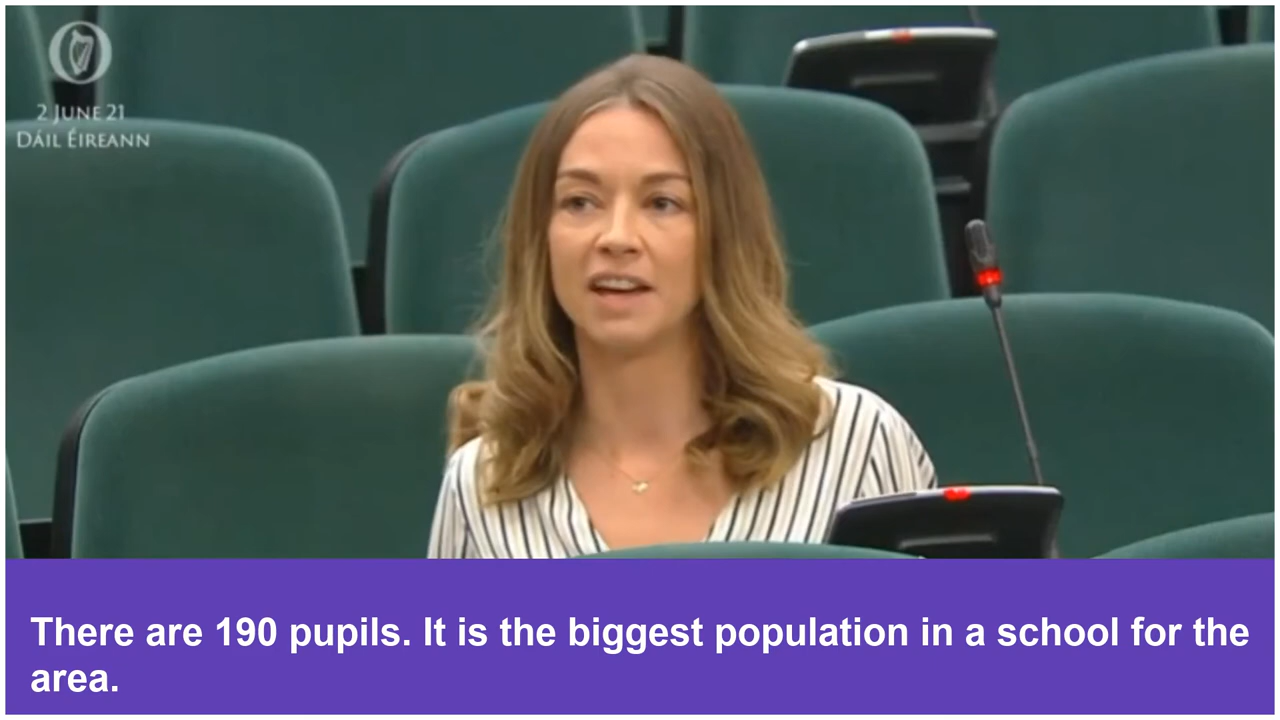 2 JUNE 21
DÁIL ÉIREANN
There are 190 pupils. It is the biggest population in a school for the
area.